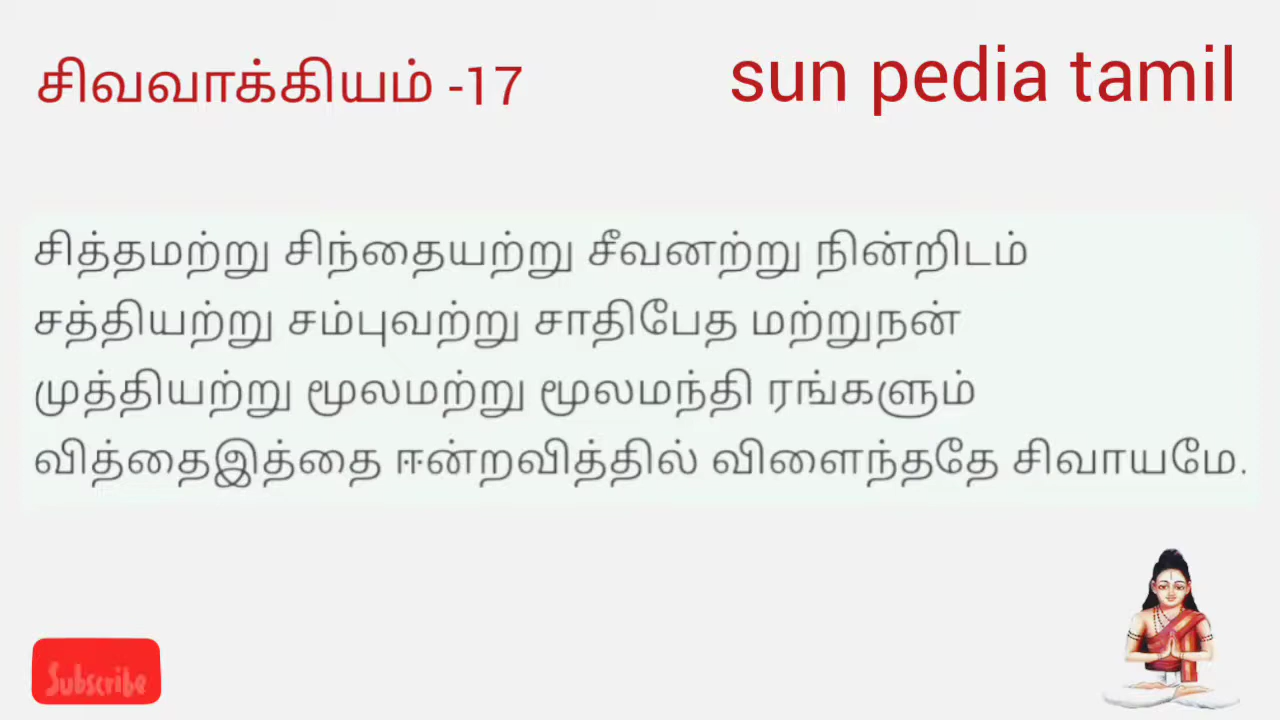 சிவவாக்கியம் -17
sun pedia tamil
சித்தமற்று சிந்தையற்று சீவனற்று நின்றிடம்
சத்தியற்று சம்புவற்று சாதிபேத மற்றுநன்
முத்தியற்று மூலமற்று மூலமந்தி ரங்களும்
வித்தைஇத்தை ஈன்றவித்தில் விளைந்ததே சிவாயமே.
Subscribe